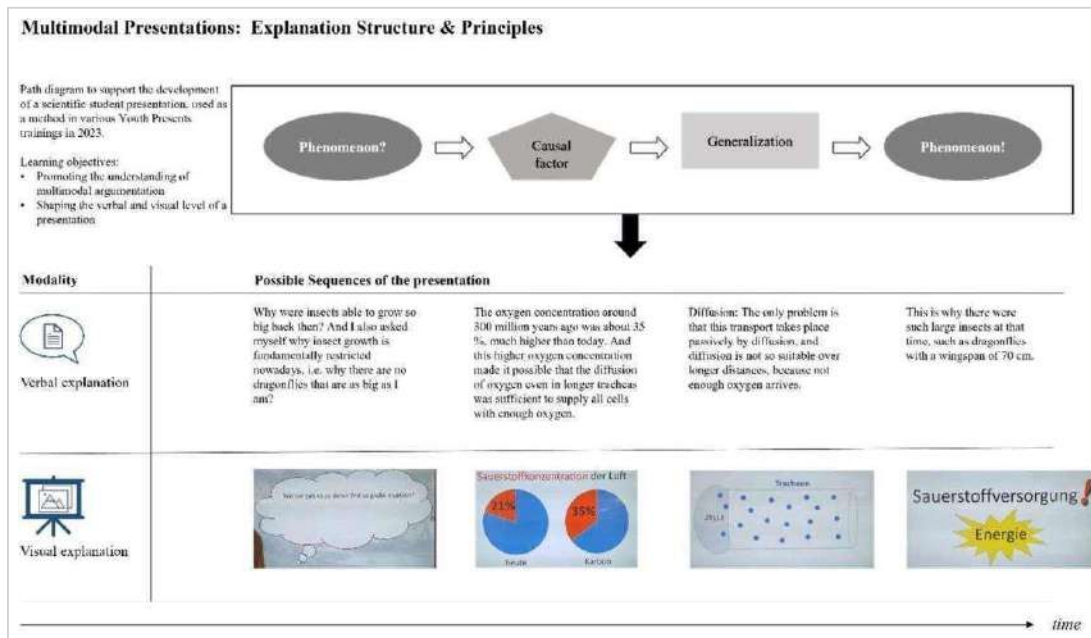 Multimodal Presentations: Explanation Structure & Principles
Path diagram to support the development
of a scientific student presentation, used as
a method in various Youth Presents
trainings in 2023.
Learning objectives:
• Promoting the understanding of
multimodal argumentation
• Shaping the verbal and visual level of a
presentation
Phenomenon?
Causal
factor
Generalization
Phenomenon!
Modality
Possible Sequences of the presentation
Verbal explanation
Why were insects able to grow so
big back then? And I also asked
myself why insect growth is
fundamentally restricted
nowadays, i.e. why there are no
dragonflies that are as big as I
am?
The oxygen concentration around
300 million years ago was about 35
%, much higher than today. And
this higher oxygen concentration
made it possible that the diffusion
of oxygen even in longer tracheas
was sufficient to supply all cells
with enough oxygen.
Diffusion: The only problem is
that this transport takes place
passively by diffusion, and
diffusion is not so suitable over
longer distances, because not
enough oxygen arrives.
This is why there were
such large insects at that
time, such as dragonflies
with a wingspan of 70 cm.
Visual explanation
Sauerstoffkonzentration der Luft
21%
35%
heute
Karbon
Tracheen
ZELLE
Sauerstoffversorgung
Energie
time